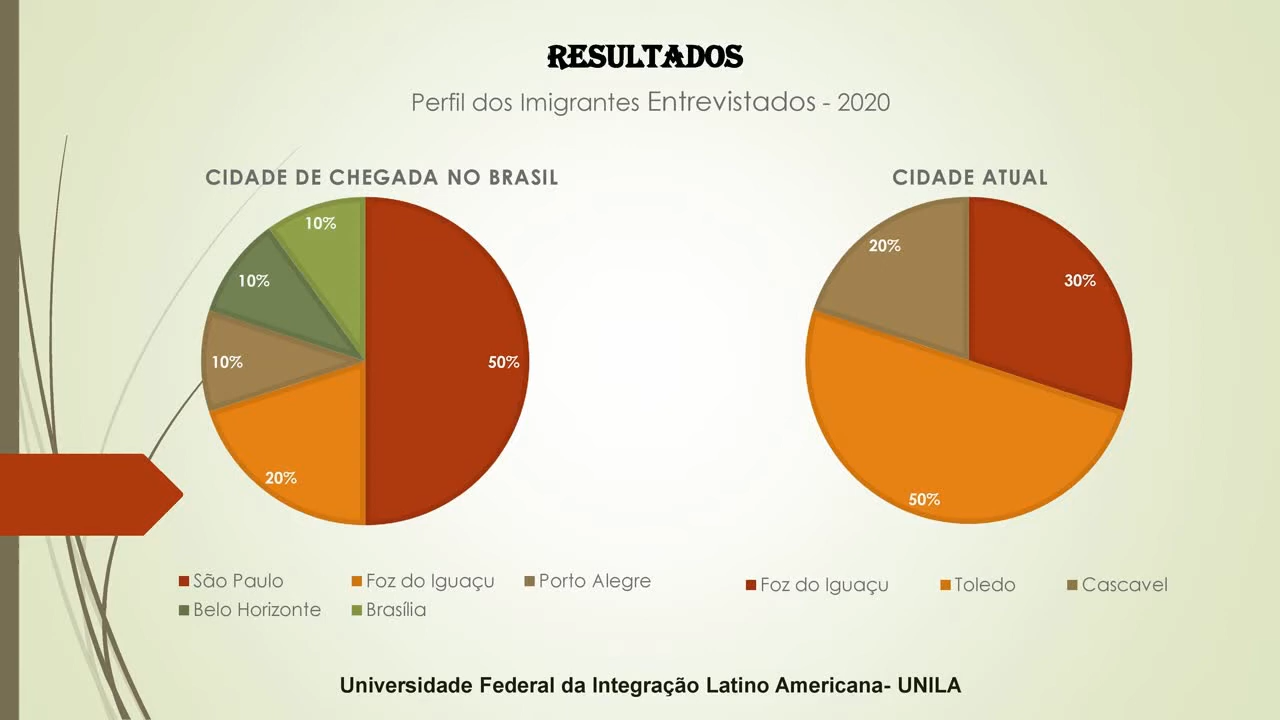 RESULTADOS
Perfil dos Imigrantes Entrevistados - 2020
CIDADE DE CHEGADA NO BRASIL
10%
10%
10%
20%
50%
São Paulo
Foz do Iguaçu
Porto Alegre
Belo Horizonte
Brasília
CIDADE ATUAL
20%
30%
50%
Foz do Iguaçu
Toledo
Cascavel
Universidade Federal da Integração Latino Americana- UNILA